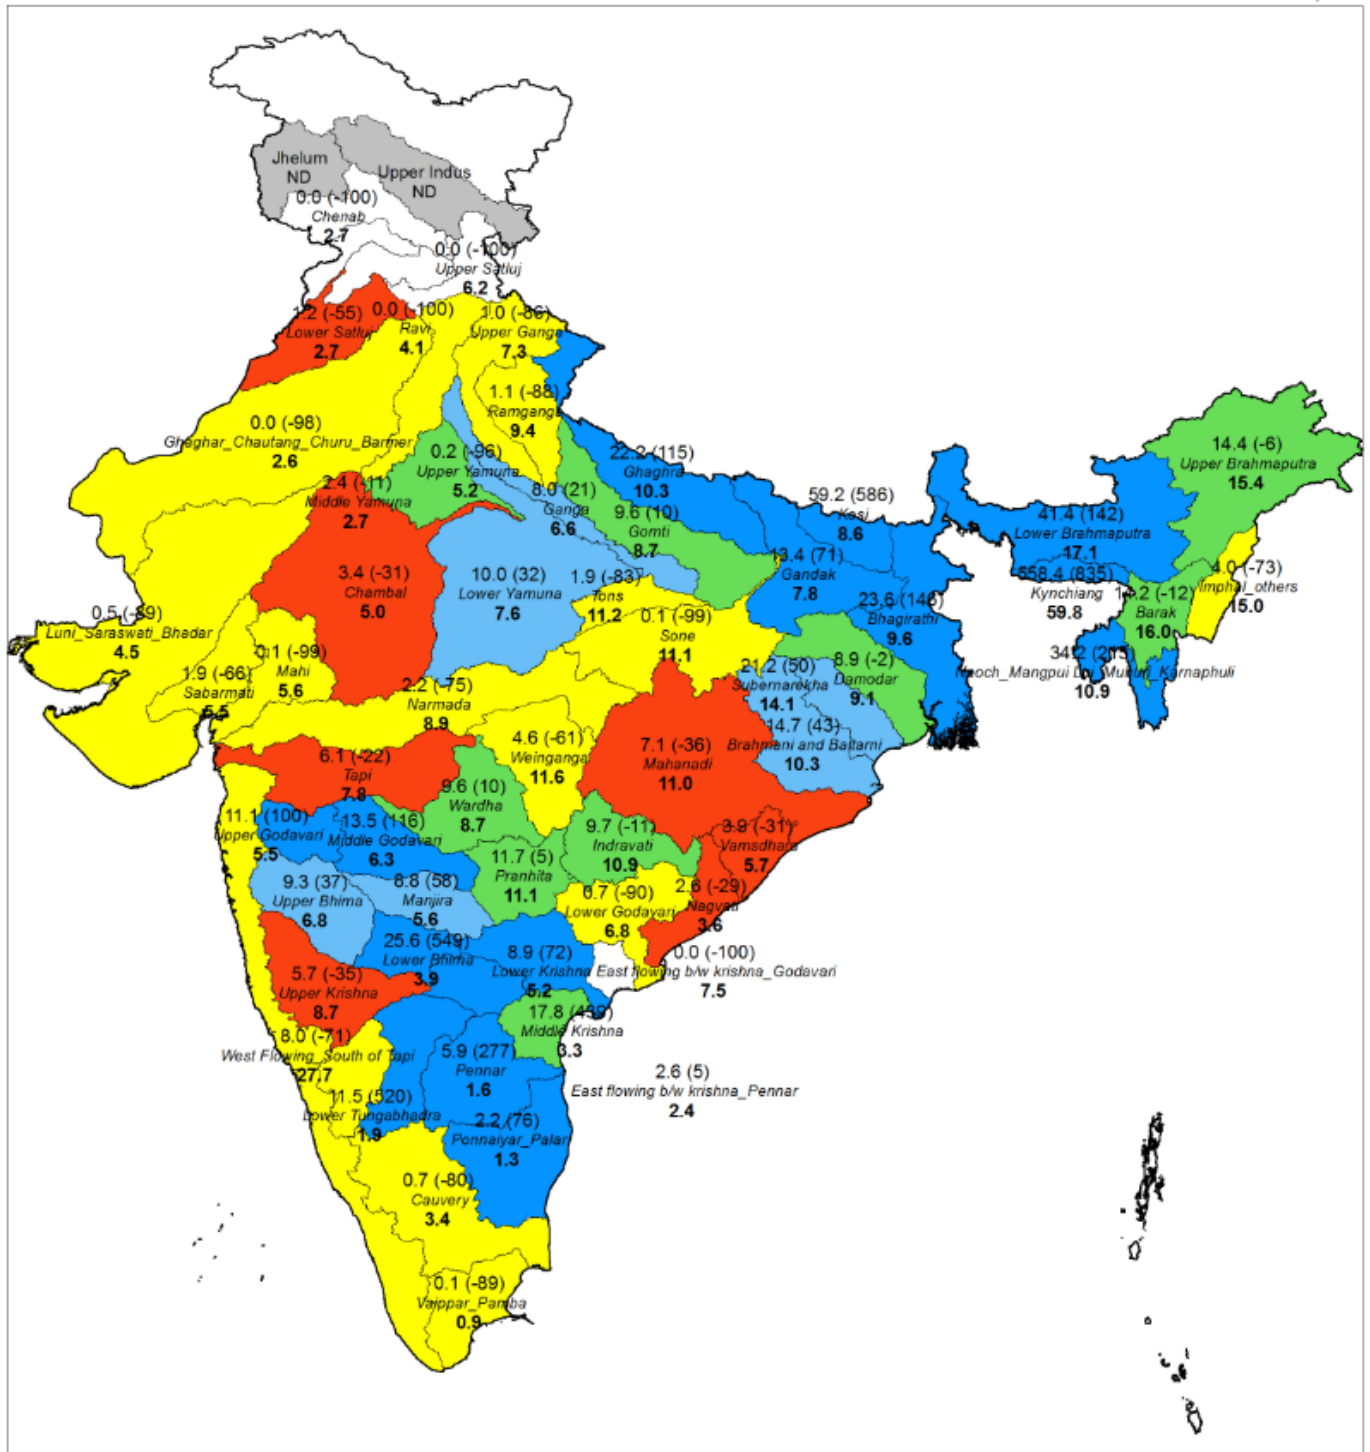 Jhelum
ND
Upper Indus
ND
0.0 (-100)
Chenab
2.7
0.0 (-100)
Upper Satluj
6.2
1.2 (-55)
Lower Satluj
2.7
0.0 (-100)
Ravi
4.1
1.0 (-86)
Upper Ganga
7.3
1.1 (-88)
Ramganga
9.4
0.0 (-98)
Gheghar_Chautang_Churu_Barmer
2.6
0.2 (-96)
Upper Yamuna
5.2
22.2 (115)
Ghaghra
10.3
14.4 (-6)
Upper Brahmaputra
15.4
2.4 (-11)
Middle Yamuna
2.7
8.0 (21)
Ganga
6.6
9.6 (10)
Gomti
8.7
59.2 (586)
Kosi
8.6
41.4 (142)
Lower Brahmaputra
17.1
3.4 (-31)
Chambal
5.0
10.0 (32)
Lower Yamuna
7.6
1.9 (-83)
Tons
11.2
13.4 (71)
Gandak
7.8
558.4 (835)
Kynchiang
59.8
4.0 (-73)
Imphal_others
15.0
(-12)
Barak
16.0
0.5 (-89)
Luni_Saraswati_Bhadar
4.5
0.1 (-99)
Mahi
5.6
0.1 (-99)
Sone
11.1
23.6
Bhagirathi
9.6
Karnaphuli
10.9
1.9 (-66)
Sabarmati
5.5
2.2 (-75)
Narmada
8.9
21.2 (50)
Subernarekha
14.1
8.9 (-2)
Damodar
9.1
6.1 (-22)
Tapi
7.8
4.6 (-61)
Weinganga
11.6
7.1 (-36)
Mahanadi
11.0
14.7 (43)
Brahmani and Baitarni
10.3
9.6 (10)
Wardha
8.7
11.1 (100)
Upper Godavari
5.5
13.5 (116)
Middle Godavari
6.3
9.7 (-11)
Indravati
10.9
3.9 (-31)
Vamsdhara
5.7
11.7 (5)
Pranhita
11.1
9.3 (37)
Upper Bhima
6.8
8.8 (58)
Manjira
5.6
0.7 (-90)
Lower Godavari
6.8
2.6 (-29)
Nagvati
3.6
25.6 (549)
Lower Bhima
3.9
8.9 (72)
Lower Krishna
5.2
0.0 (-100)
East flowing b/w krishna_Godavari
7.5
5.7 (-35)
Upper Krishna
8.7
17.8
Middle Krishna
3.3
8.0 (-71)
West Flowing_South of Tapi
27.7
5.9 (277)
Pennar
1.6
2.6 (5)
East flowing b/w krishna_Pennar
2.4
11.5 (520)
Lower Tungabhadra
1.9
2.2 (76)
Ponnaiyar_Palar
1.3
0.7 (-80)
Cauvery
3.4
0.1 (-89)
Vaippar_Pamba
0.9